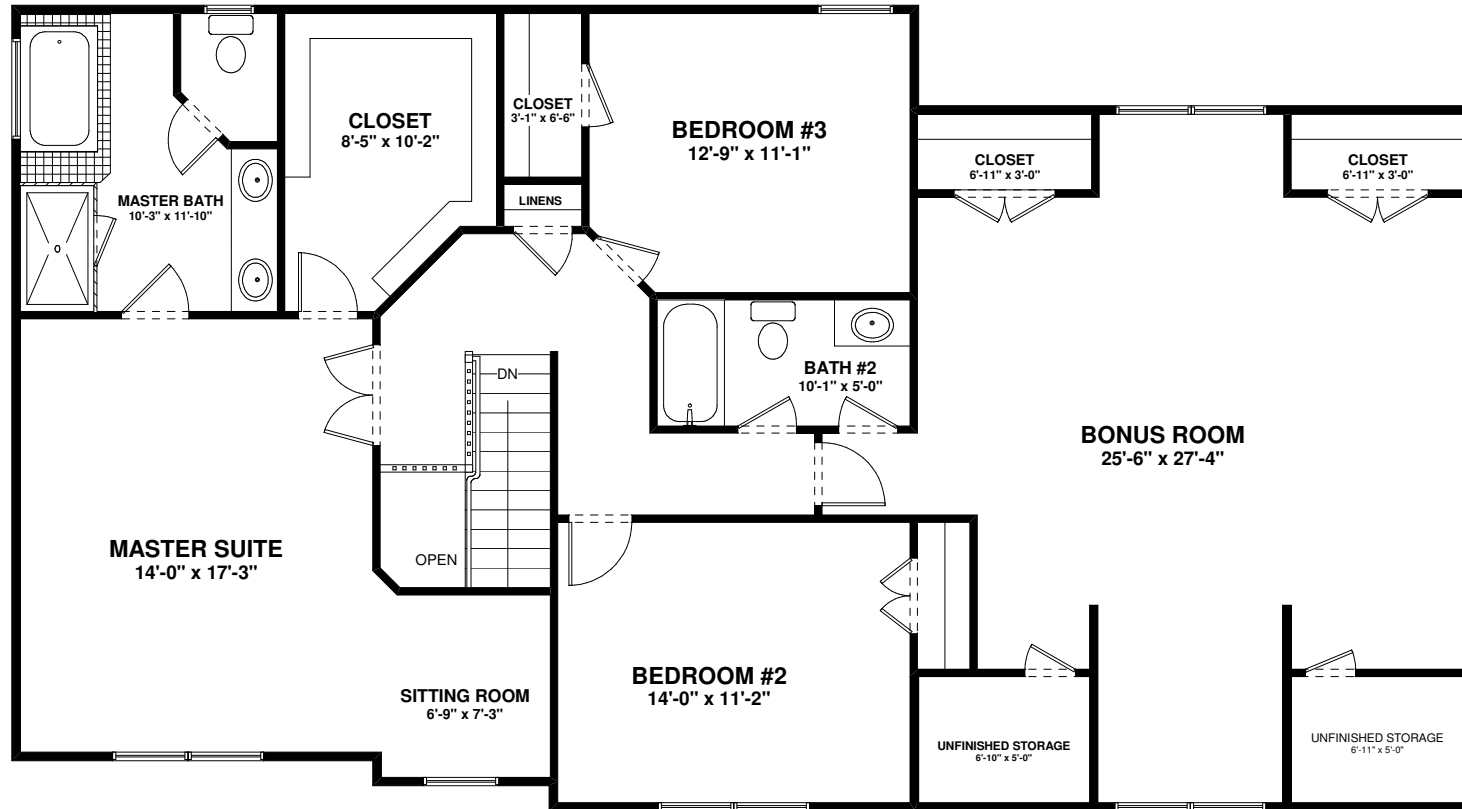 CLOSET
8'-5" x 10'-2"
CLOSET
3'-1" x 6'-6"
BEDROOM #3
12'-9" x 11'-1"
CLOSET
6'-11" x 3'-0"
CLOSET
6'-11" x 3'-0"
MASTER BATH
10'-3" x 11'-10"
LINENS
DN
BATH #2
10'-1" x 5'-0"
BONUS ROOM
25'-6" x 27'-4"
MASTER SUITE
14'-0" x 17'-3"
OPEN
SITTING ROOM
6'-9" x 7'-3"
BEDROOM #2
14'-0" x 11'-2"
UNFINISHED STORAGE
6'-10" x 5'-0"
UNFINISHED STORAGE
6'-11" x 5'-0"